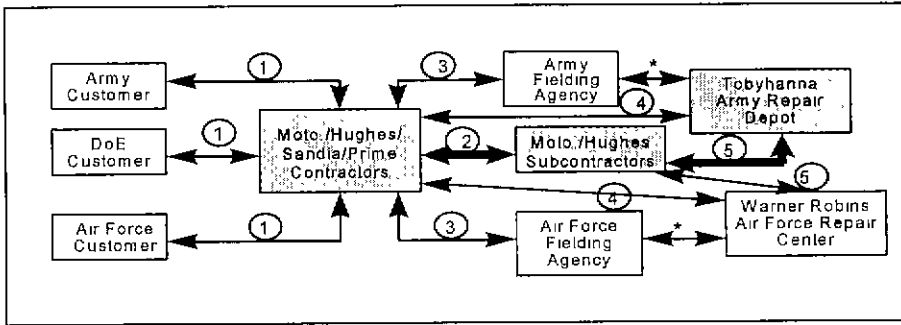 Army
Customer
DoE
Customer
Air Force
Customer
1
1
1
Moto./Hughes/
Sandia/Prime
Contractors
3
2
3
Army
Fielding
Agency
Moto./Hughes
Subcontractors
Air Force
Fielding
Agency
*
4
5
5
4
*
Tobyhanna
Army Repair
Depot
Warner Robins
Air Force Repair
Center